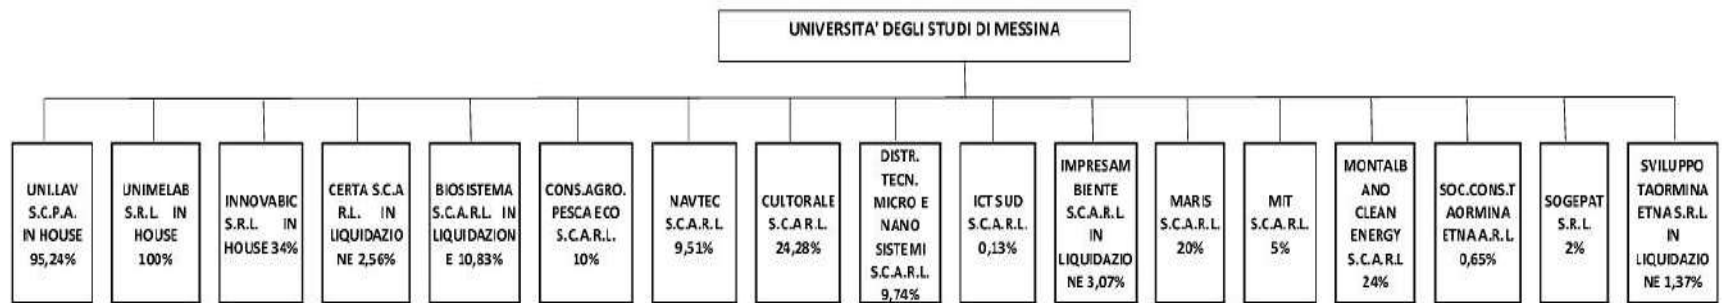 UNIVERSITA' DEGLI STUDI DI MESSINA
UNI.LAV
S.C.P.A.
IN HOUSE
95,24%
UNIMELAB
S.R.L. IN
HOUSE
100%
INNOVABIC
S.R.L. IN
HOUSE 34%
CERTA S.C.A
R.L. IN
LIQUIDAZIO
NE 2,56%
BIOSISTEMA
S.C.A.R.L. IN
LIQUIDAZION
E 10,83%
CONS.AGRO.
PESCA ECO
S.C.A.R.L.
10%
NAVTEC
S.C.A.R.L
9,51%
CULTORALE
S.C.A R.L.
24,28%
DISTR.
TECN.
MICRO E
NANO
SISTEMI
S.C.A.R.L.
9,74%
ICT SUD
S.C.A.R.L.
0,13%
IMPRESAM
BIENTE
S.C.A.R.L
IN
LIQUIDAZIO
NE 3,07%
MARIS
S.C.A.R.L.
20%
MIT
S.C.A.R.L.
5%
MONTALB
ANO
CLEAN
ENERGY
S.C.A.R.L
24%
SOC.CONS.T
AORMINA
ETNA A.R.L.
0,65%
SOGEPAT
S.R.L.
2%
SVILUPPO
TAORMINA
ETNA S.R.L.
IN
LIQUIDAZIO
NE 1,37%